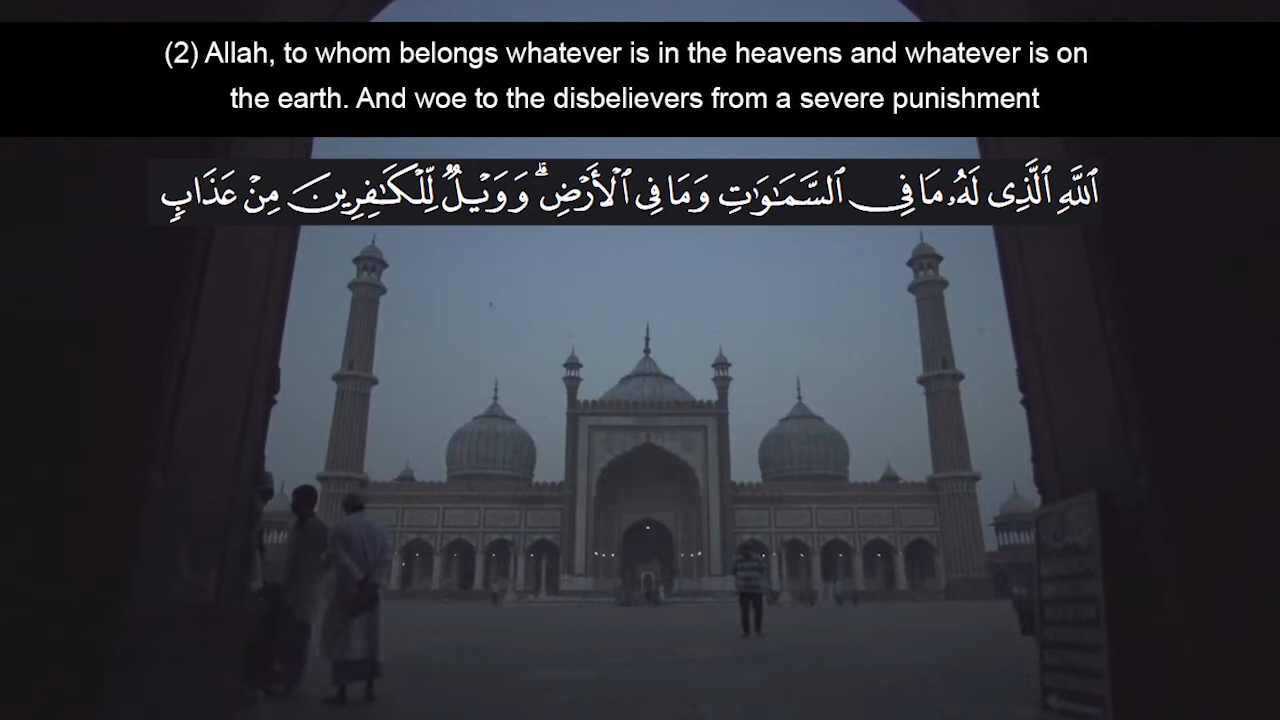 (2) Allah, to whom belongs whatever is in the heavens and whatever is on
the earth. And woe to the disbelievers from a severe punishment
ٱللَّهِ ٱلَّذِى لَهُۥ مَا فِى ٱلسَّمَـٰوَٰتِ وَمَا فِى ٱلْأَرْضِ ۗ وَوَيْلٌ لِّلْكَـٰفِرِينَ مِنْ عَذَابٍ